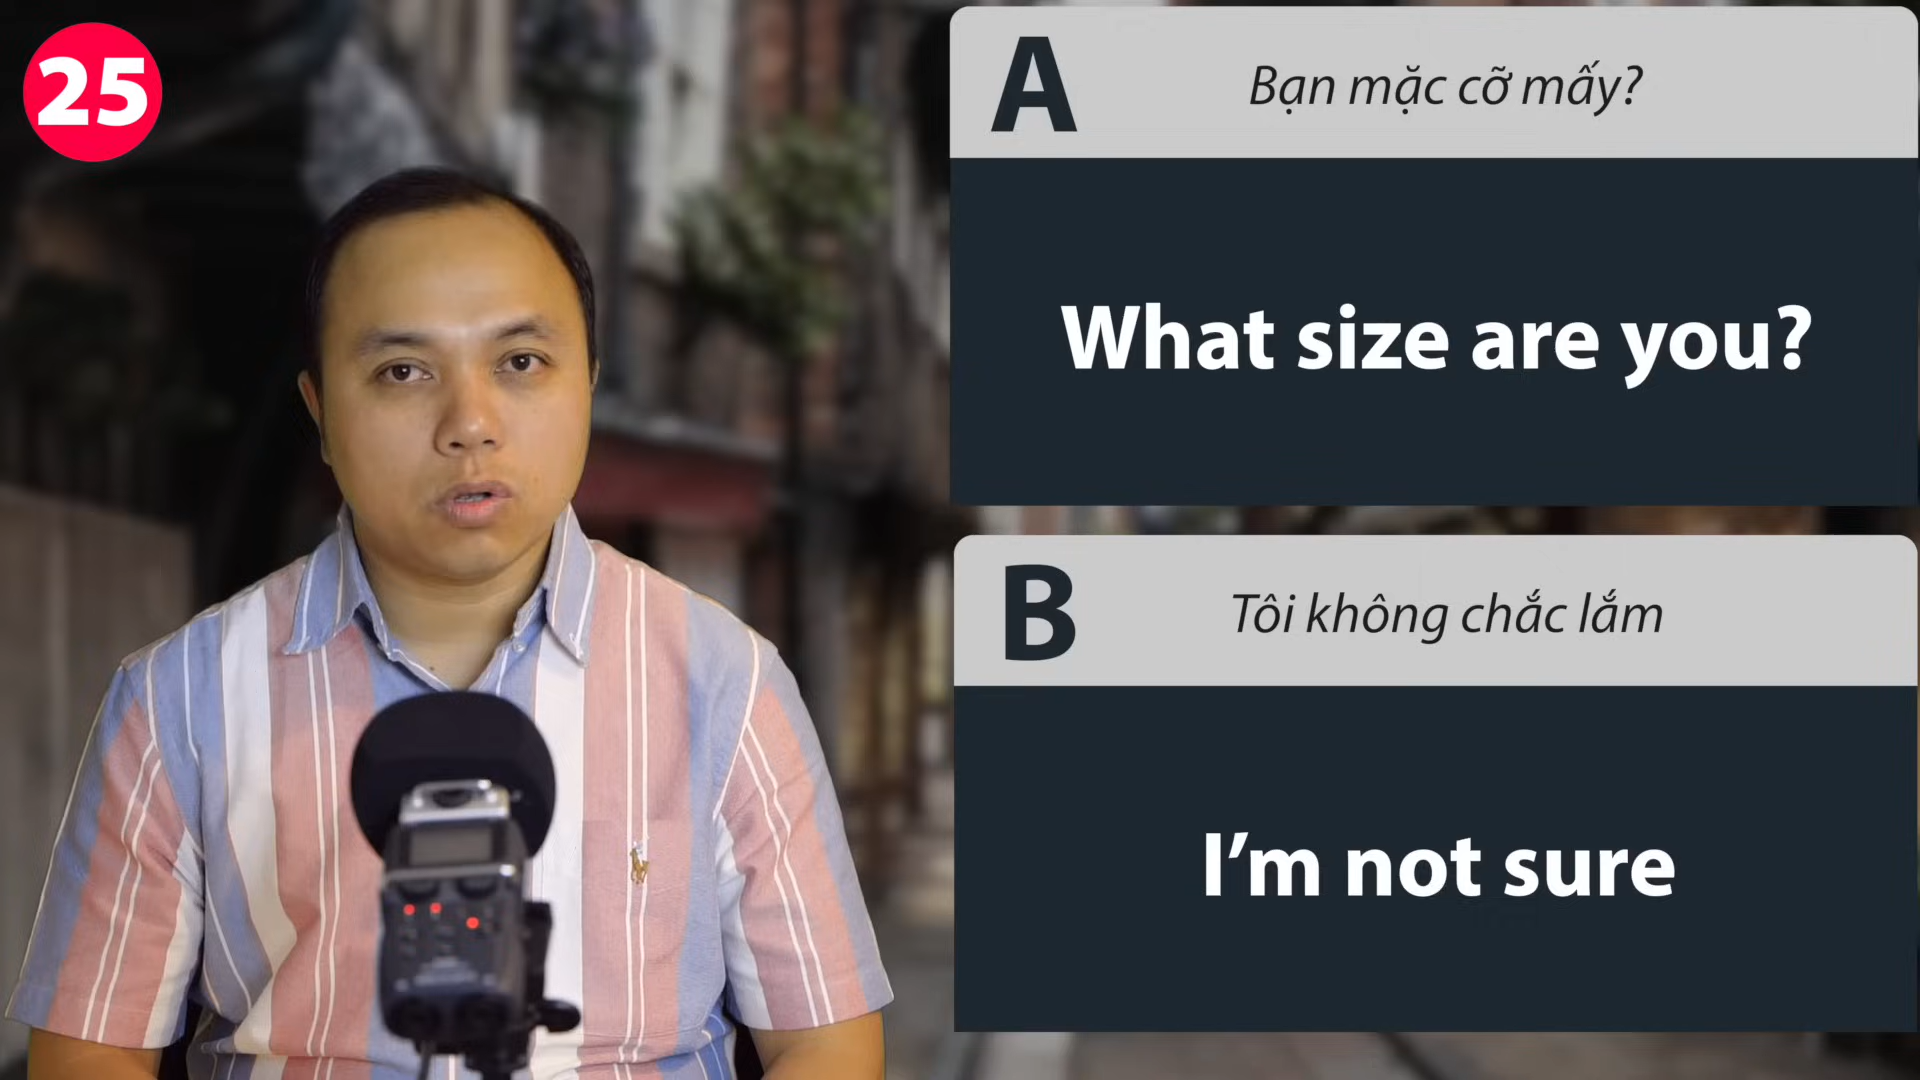 25
A
Bạn mặc cỡ mấy?
What size are you?
B
Tôi không chắc lắm
I'm not sure